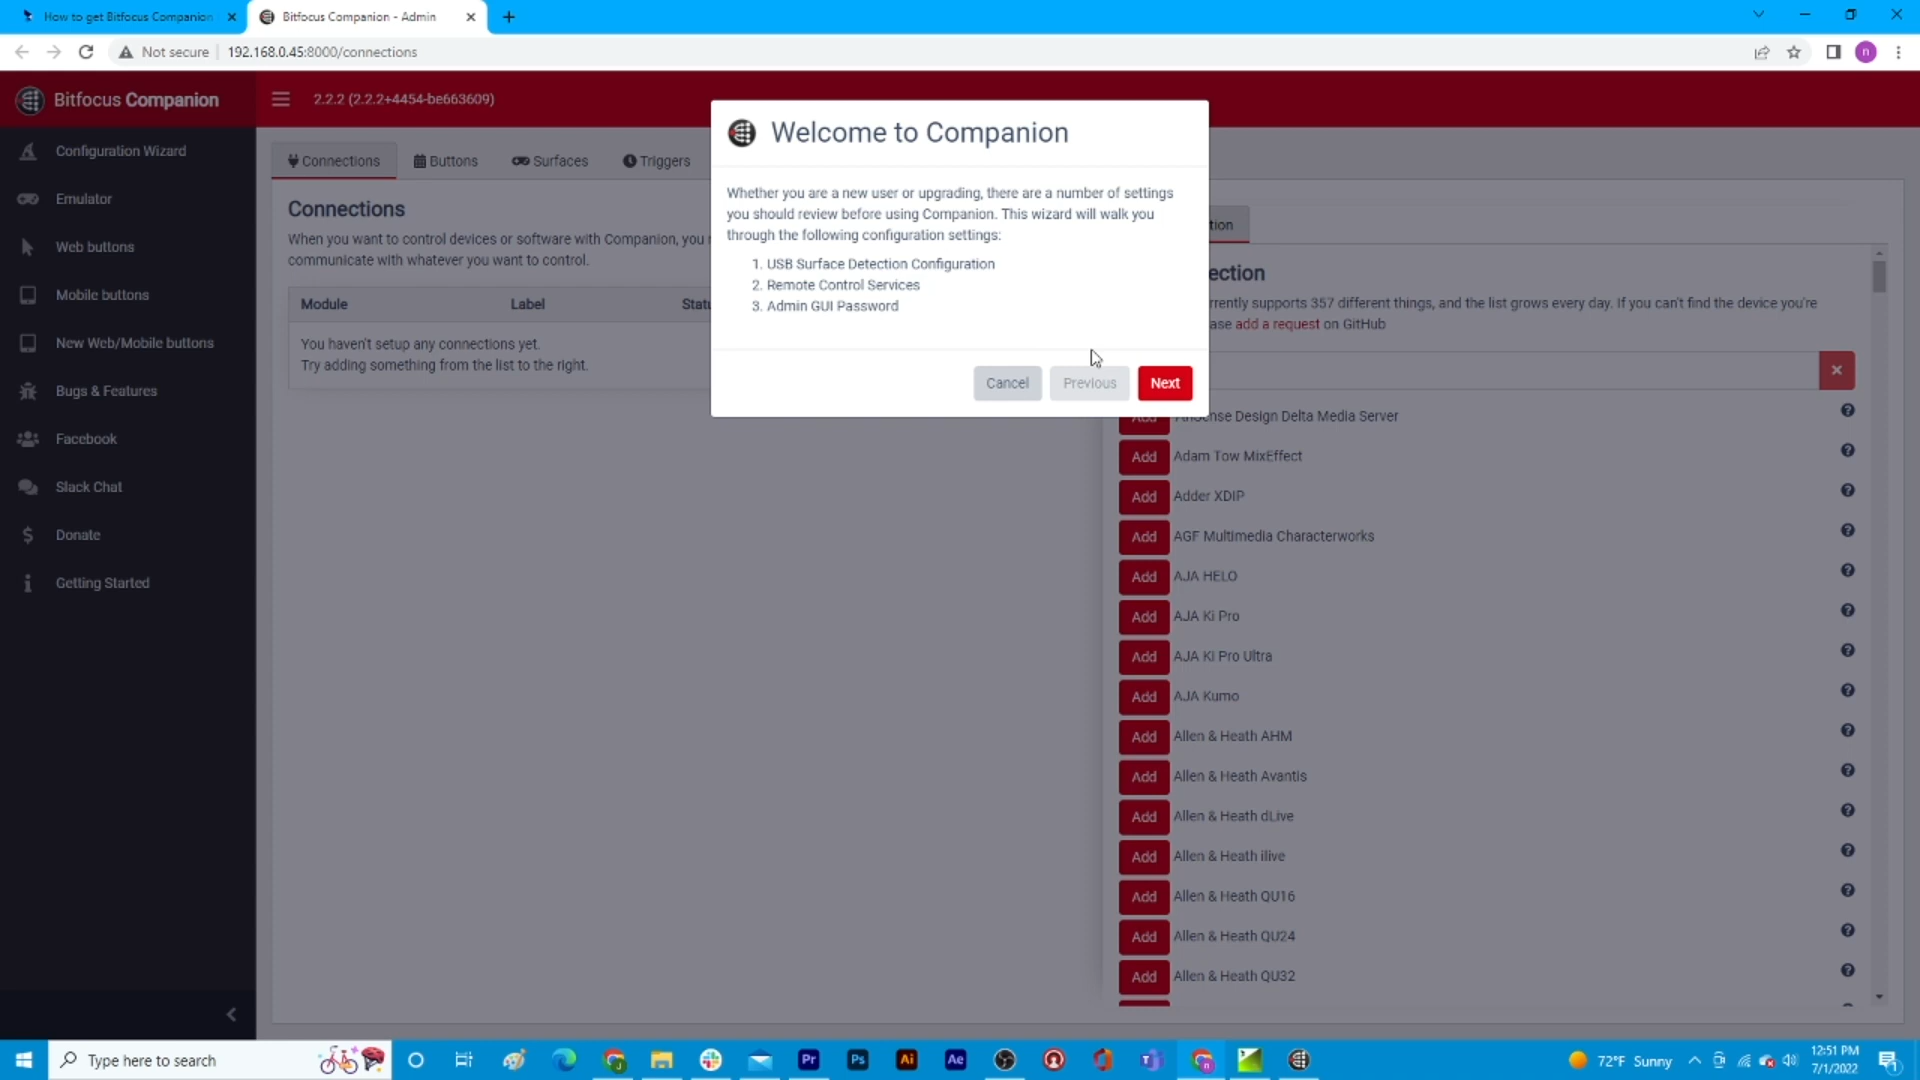 How to get Bitfocus Companion
Bitfocus Companion - Admin
Not secure
192.168.0.45:8000/connections
Bitfocus Companion
2.2.2 (2.2.2+4454-be663609)
Configuration Wizard
Emulator
Web buttons
Mobile buttons
New Web/Mobile buttons
Bugs & Features
Facebook
Slack Chat
Donate
Getting Started
Connections
Buttons
Surfaces
Triggers
Connections
When you want to control devices or software with Companion, you
communicate with whatever you want to control.
Module
Label
Statu
You haven't setup any connections yet.
Try adding something from the list to the right.
Welcome to Companion
Whether you are a new user or upgrading, there are a number of settings
you should review before using Companion. This wizard will walk you
through the following configuration settings:
1. USB Surface Detection Configuration
2. Remote Control Services
3. Admin GUI Password
Cancel
Previous
Next
tion
ection
rrently supports 357 different things, and the list grows every day. If you can't find the device you're
ase add a request on GitHub
Design Delta Media Server
Add Adam Tow MixEffect
Add Adder XDIP
Add AGF Multimedia Characterworks
Add AJA HELO
Add AJA Ki Pro
Add AJA Ki Pro Ultra
Add AJA Kumo
Add Allen & Heath AHM
Add Allen & Heath Avantis
Add Allen & Heath dLive
Add Allen & Heath ilive
Add Allen & Heath QU16
Add Allen & Heath QU24
Add Allen & Heath QU32
Type here to search
Pr
Ps
Ai
Ae
72°F Sunny
12:51 PM
7/1/2022